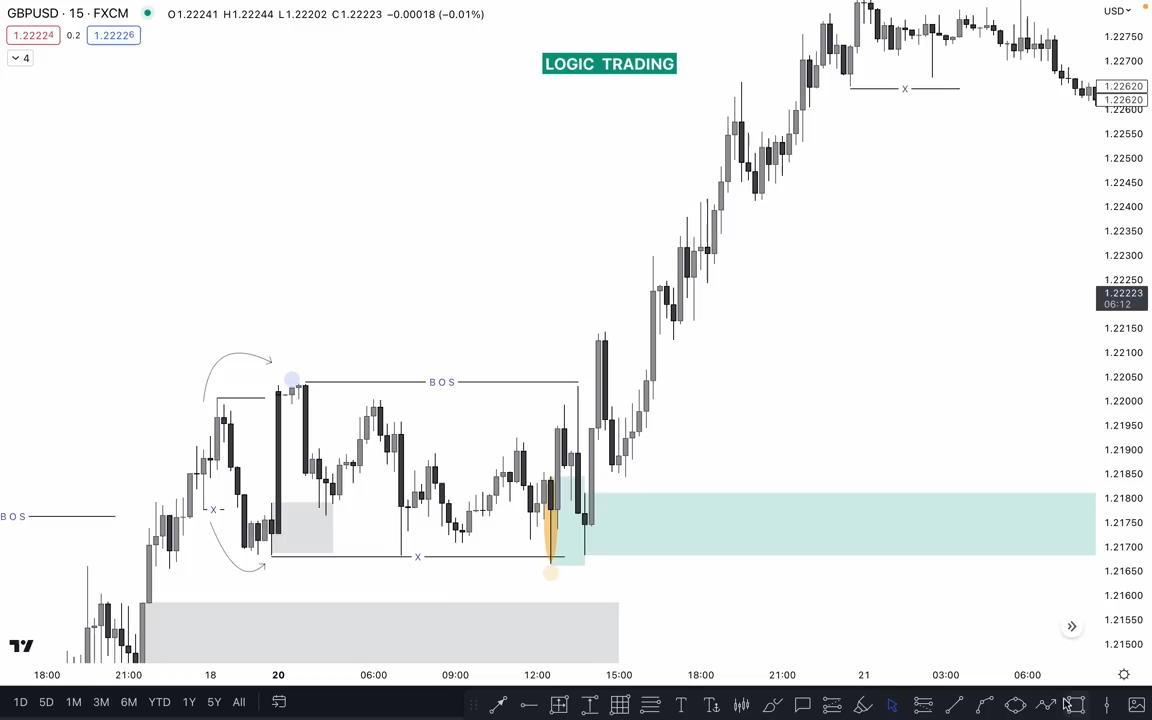 GBPUSD · 15 · FXCM O1.22241 H1.22244 L1.22202 C1.22223 −0.00018 (−0.01%)
1.22224 0.2 1.22226
4
LOGIC TRADING
USD
1.22750
1.22700
1.22620
1.22620
1.22600
1.22550
1.22500
1.22450
1.22400
1.22350
1.22300
1.22250
1.22223
06:12
1.22150
1.22100
1.22050
1.22000
1.21950
1.21900
1.21850
1.21800
1.21750
1.21700
1.21650
1.21600
1.21550
1.21500
X
BOS
X
BOS
X
18:00 21:00 18 20 06:00 09:00 12:00 15:00 18:00 21:00 21 03:00 06:00
1D 5D 1M 3M 6M YTD 1Y 5Y All